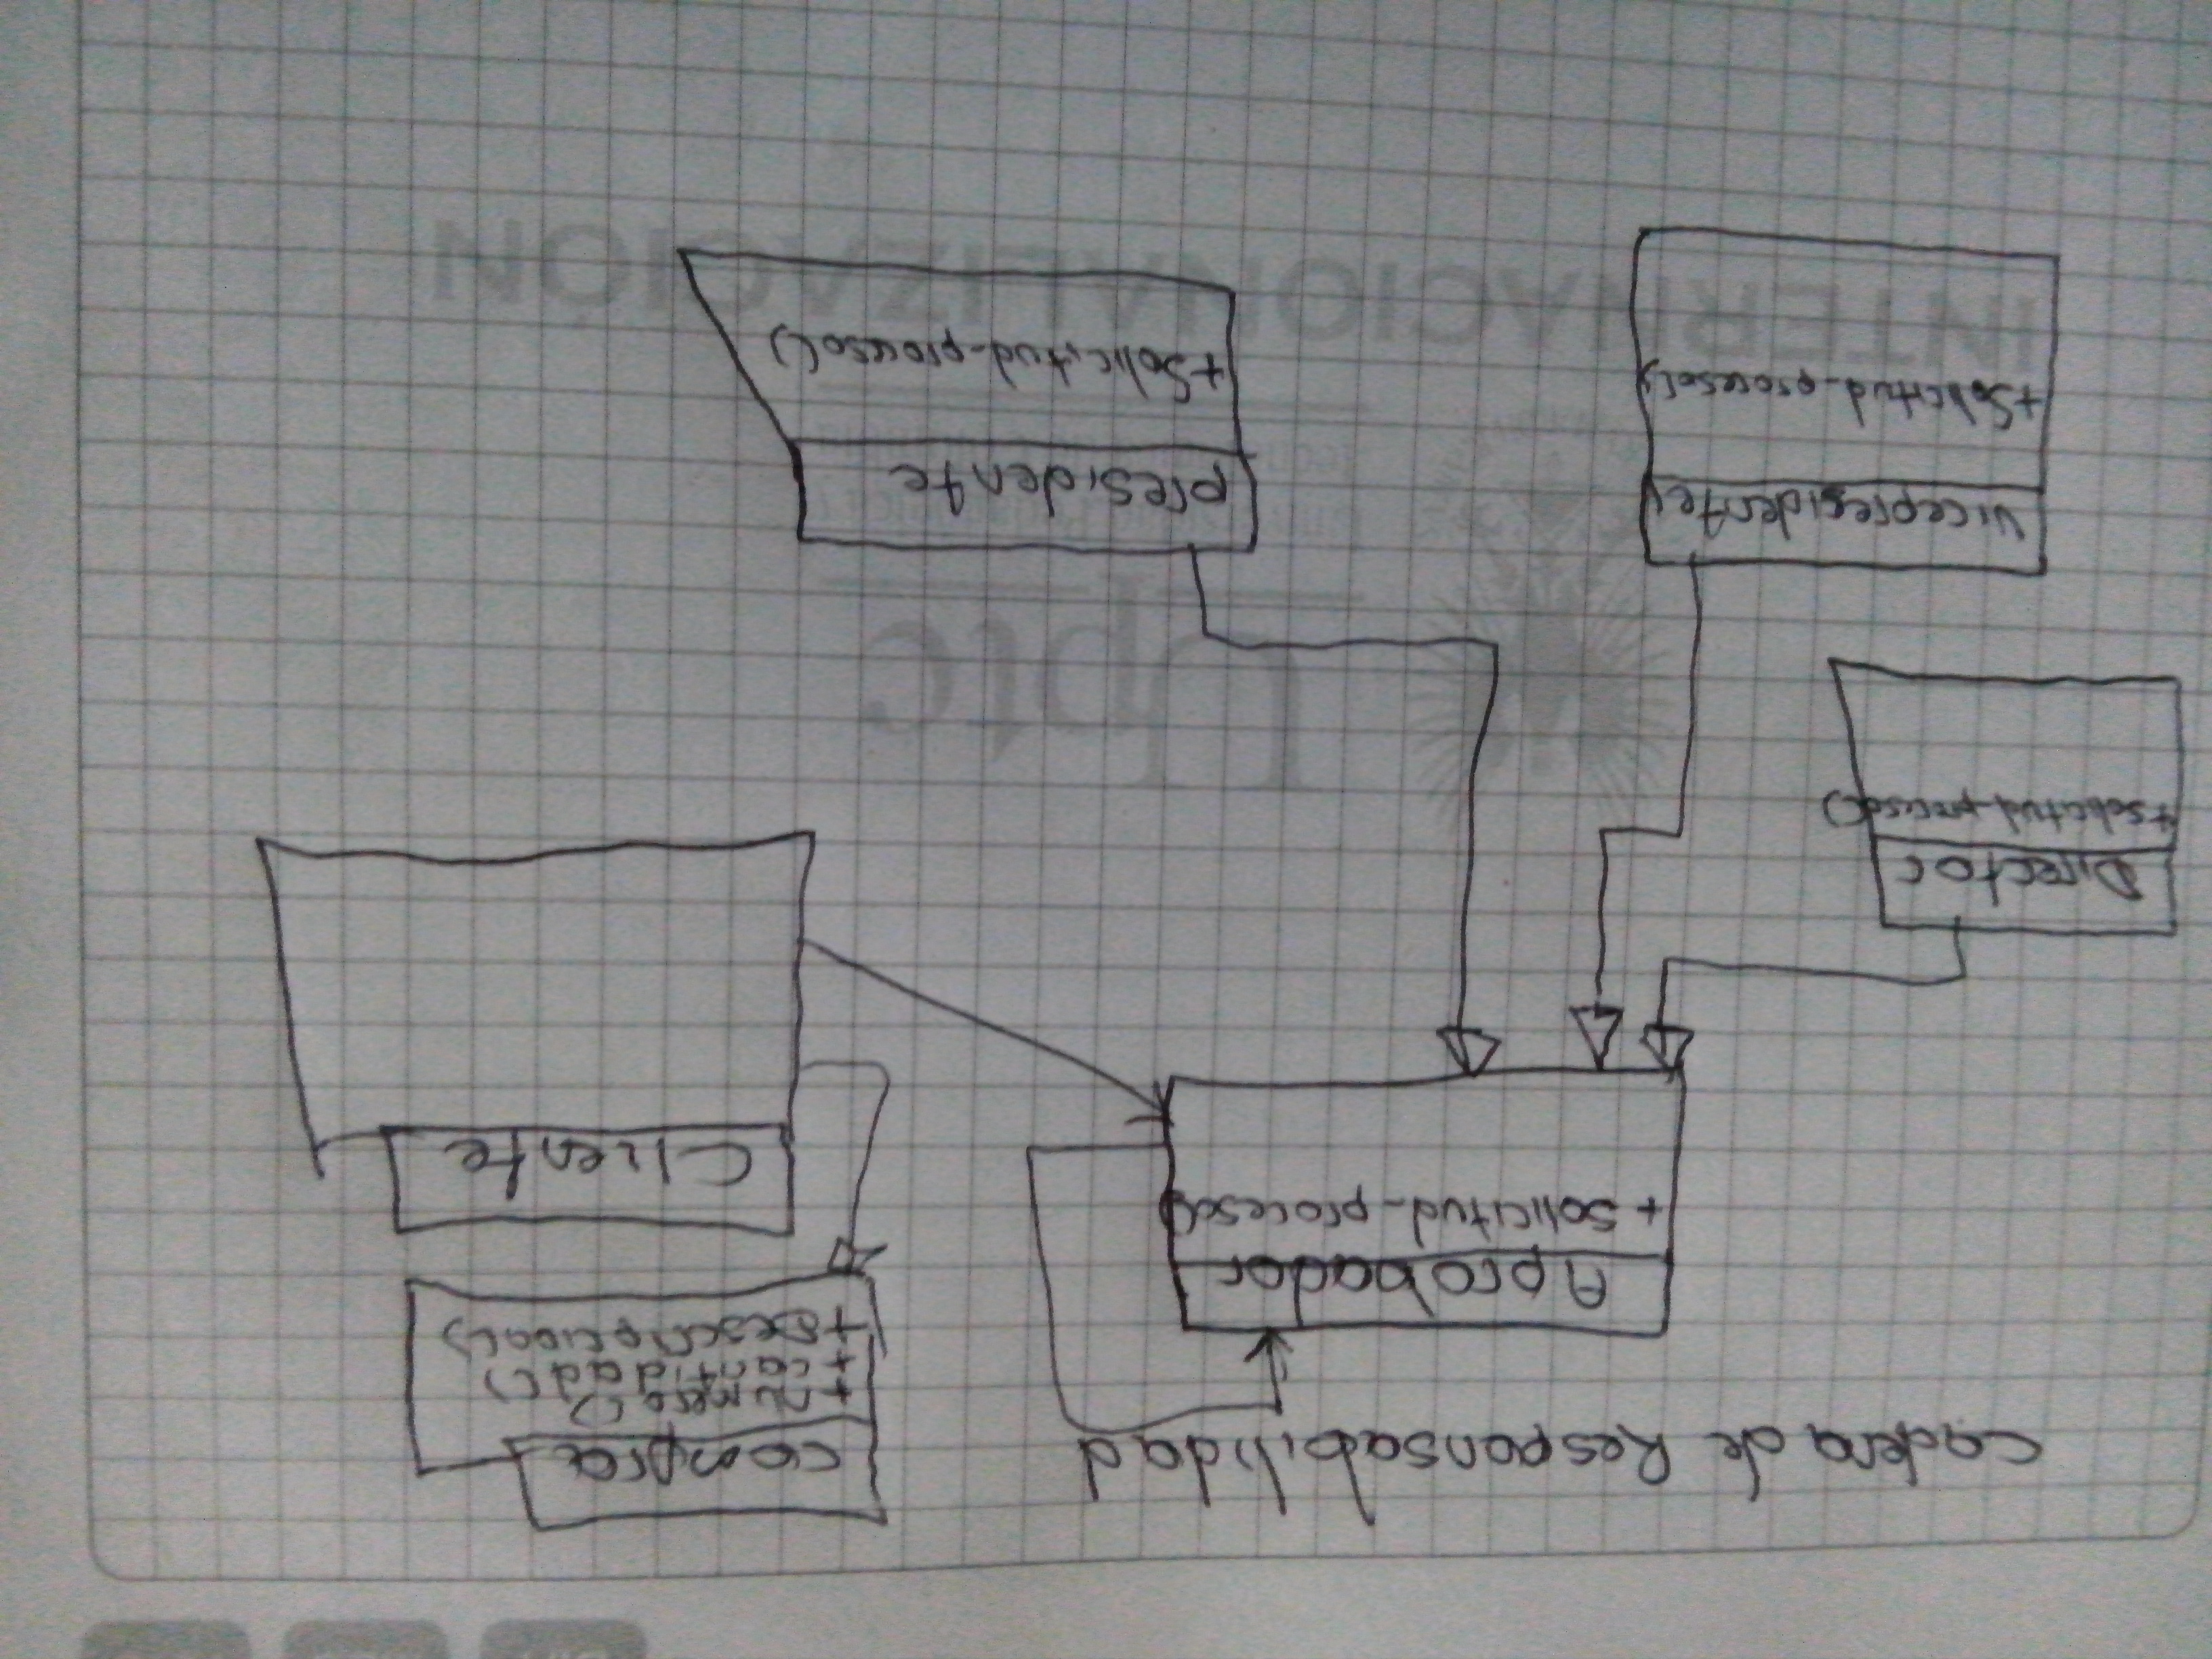 Cadena de Responsabilidad
compra
+ numero()
+ cantidad()
+ Descripcion()
Aprobador
+ Solicitud_proceso()
Cliente
Director
+solicitud_proceso()
Uptc
Vicepresidente
+Solicitud_proceso()
presidente
+Solicitud_proceso()
INTERNACIONALIZACIÓN